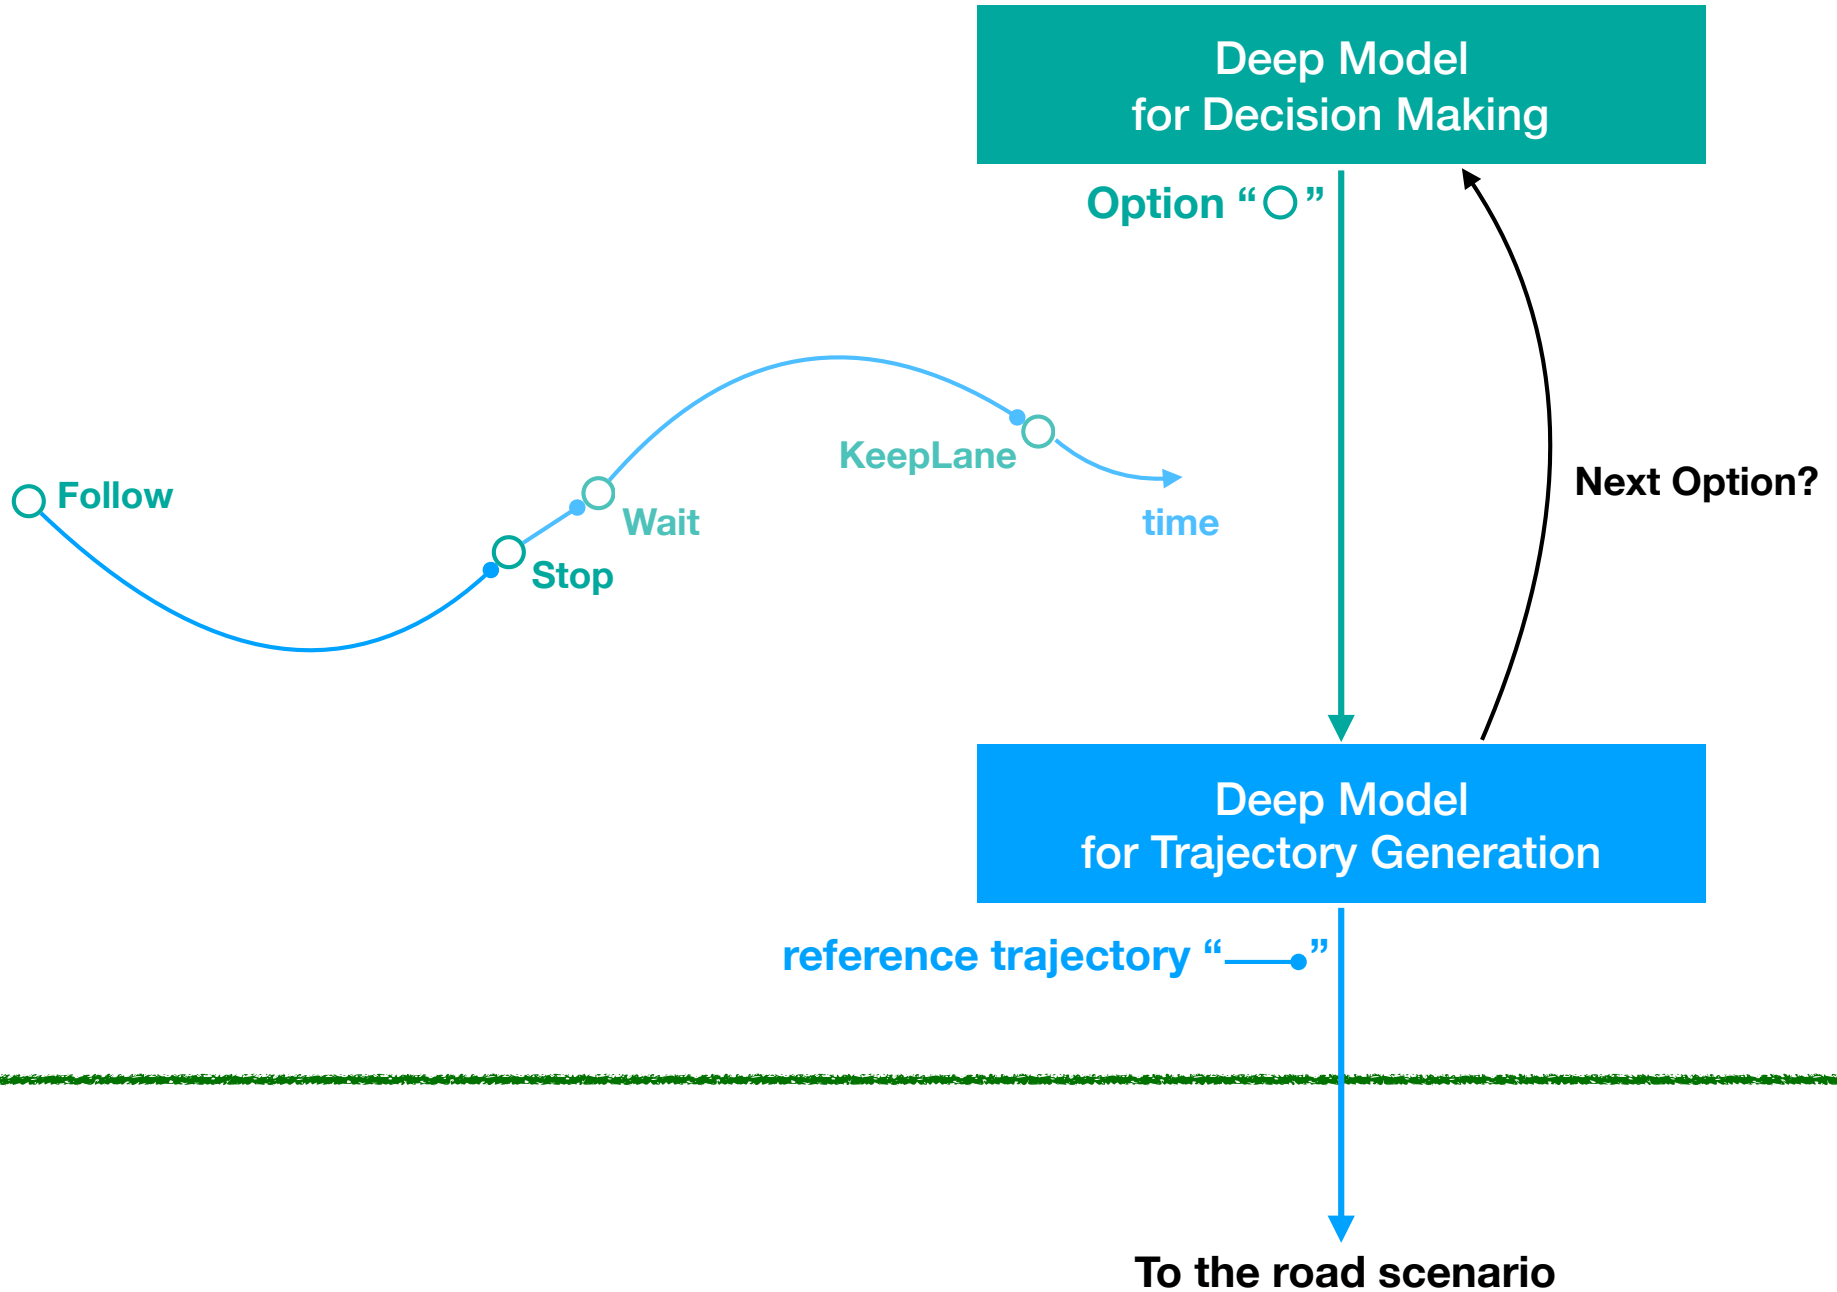 Deep Model
for Decision Making
Option “ ”
Follow
Stop
Wait
KeepLane
time
Next Option?
Deep Model
for Trajectory Generation
reference trajectory “ ”
To the road scenario